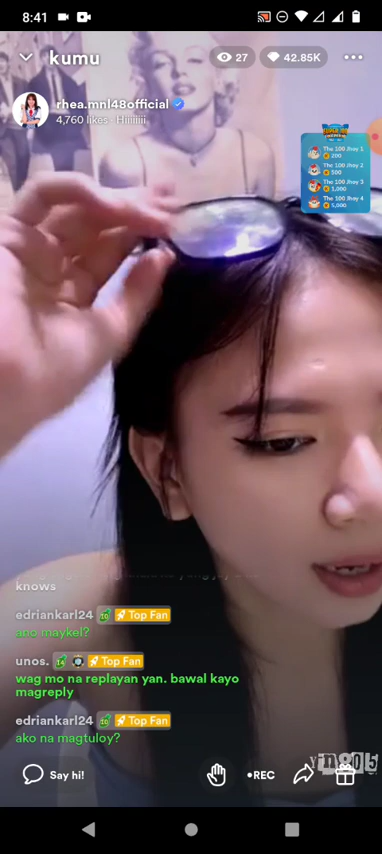 8:41
kumu
27
42.85K
rhea.mnl48official
4,760 likes · Hiiiiiiii
The 100 Jhay 1
200
The 100 Jhay 2
500
The 100 Jhay 3
1,000
The 100 Jhay 4
5,000
knows
edriankarl24 10 Top Fan
ano maykel?
unos. 14 Top Fan
wag mo na replayan yan. bawal kayo
magreply
edriankarl24 10 Top Fan
ako na magtuloy?
Say hi!
•REC